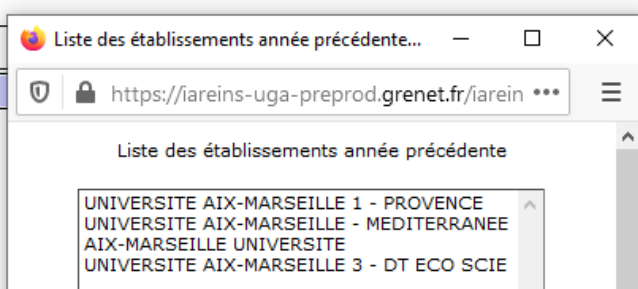 Liste des établissements année précédente...
https://iareins-uga-preprod.grenet.fr/iarein
Liste des établissements année précédente
UNIVERSITE AIX-MARSEILLE 1 - PROVENCE
UNIVERSITE AIX-MARSEILLE - MEDITERRANEE
AIX-MARSEILLE UNIVERSITE
UNIVERSITE AIX-MARSEILLE 3 - DT ECO SCIE